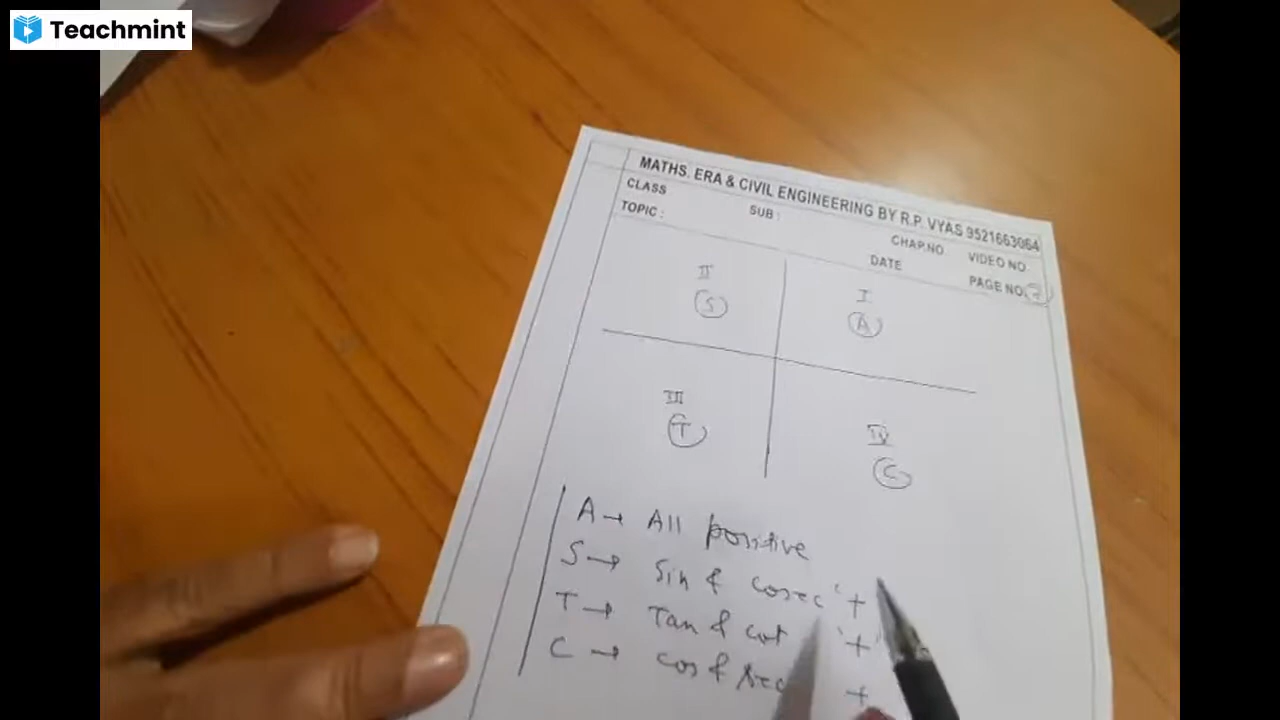 Teachmint
MATHS. ERA & CIVIL ENGINEERING BY R.P. VYAS 9521663064
CLASS SUB : CHAP.NO. VIDEO NO.
TOPIC : DATE PAGE NO. 2
II I
S A
III IV
T C
A → All positive
S → Sin & cosec '+
T → Tan & cot '+'
C → cos & sec +